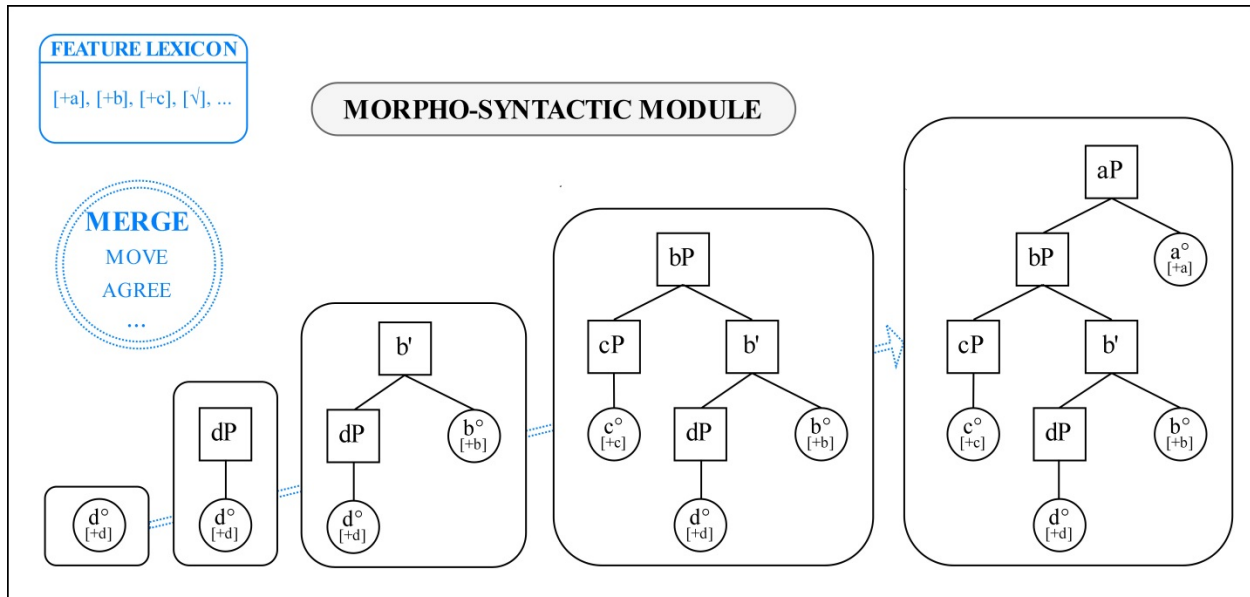 FEATURE LEXICON
[+a], [+b], [+c], [√], ...
MORPHO-SYNTACTIC MODULE
MERGE
MOVE
AGREE
...
d°
[+d]
dP
d°
[+d]
b'
dP
b°
[+b]
d°
[+d]
bP
cP
b'
c°
[+c]
dP
b°
[+b]
d°
[+d]
aP
bP
a°
[+a]
cP
b'
c°
[+c]
dP
b°
[+b]
d°
[+d]